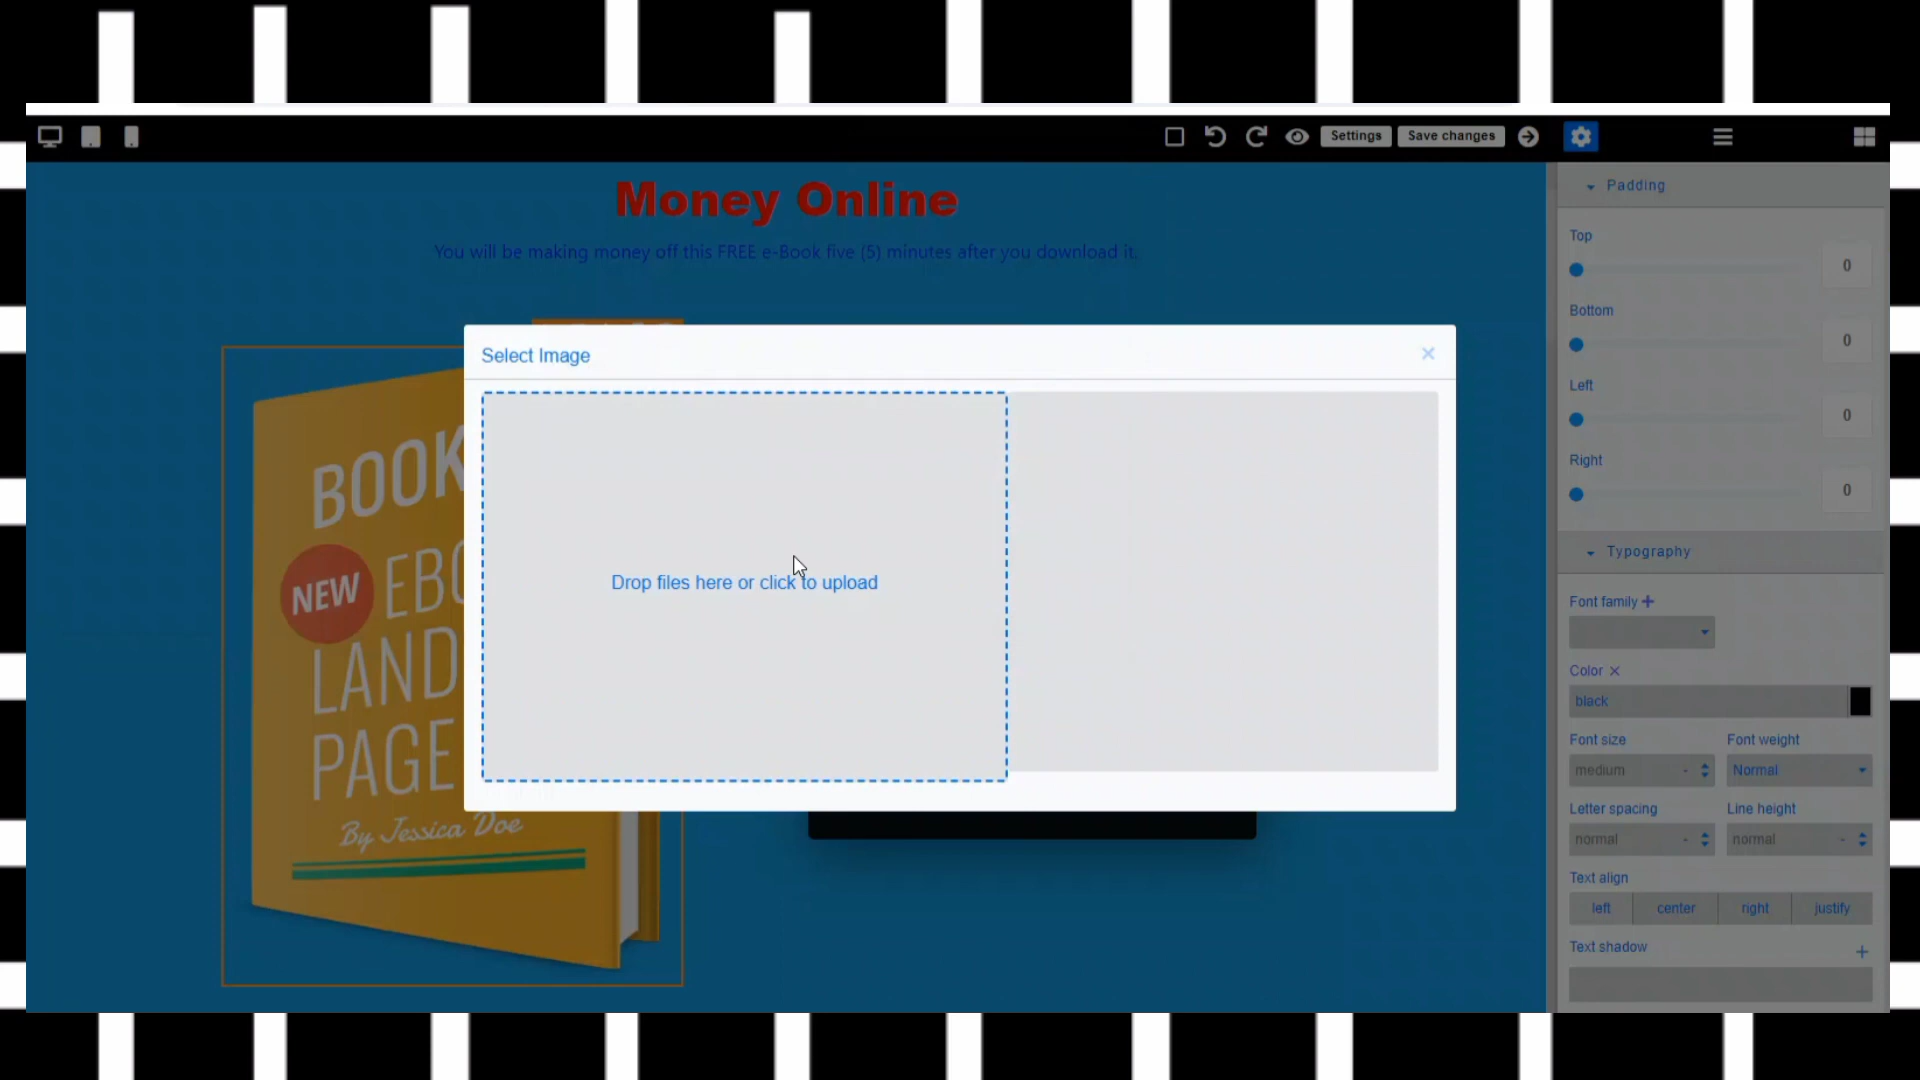 Settings
Save changes
Money Online
You will be making money off this FREE e-Book five (5) minutes after you download it.
Select Image
×
Drop files here or click to upload
BOOK
NEW
EBO
LAND
PAGE
By Jessica Doe
Padding
Top
0
Bottom
0
Left
0
Right
0
Typography
Font family +
Color ×
black
Font size
Font weight
medium
-
Normal
Letter spacing
Line height
normal
-
normal
-
Text align
left
center
right
justify
Text shadow
+